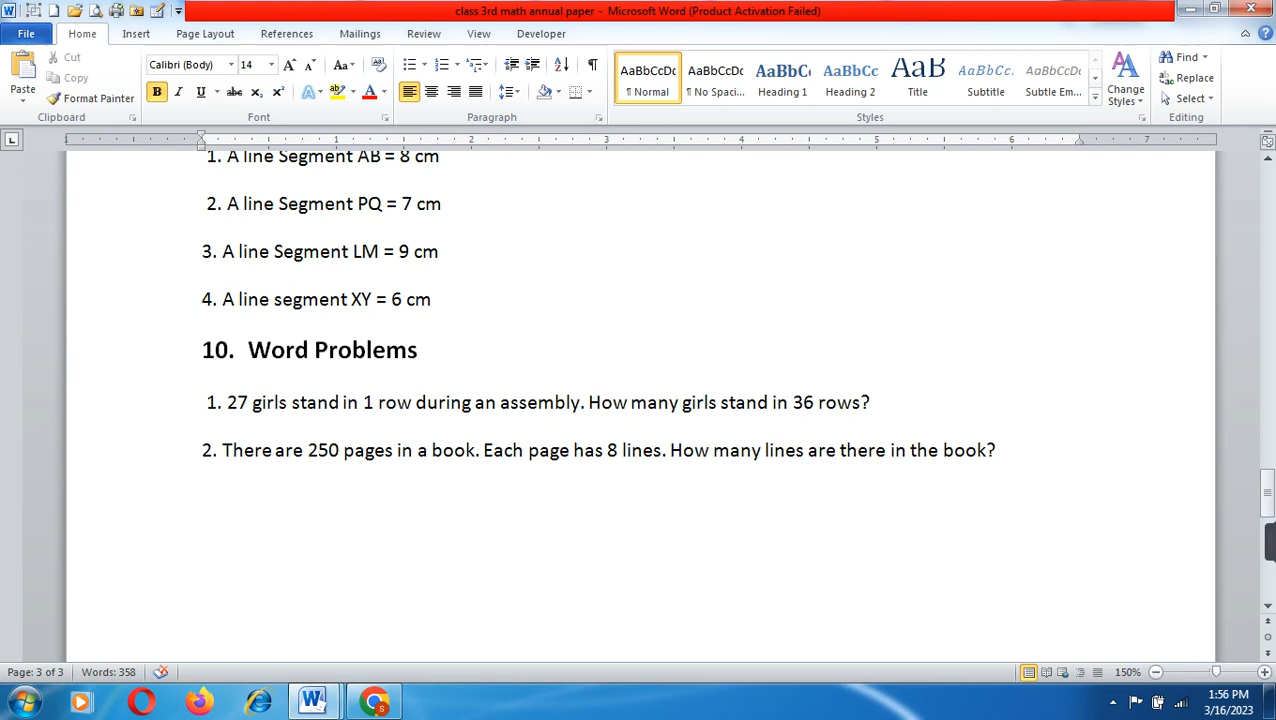 class 3rd math annual paper - Microsoft Word (Product Activation Failed)
File Home Insert Page Layout References Mailings Review View Developer
Cut
Copy
Format Painter
Paste
Calibri (Body) 14
Clipboard Font Paragraph Styles Editing
AaBbCcDc AaBbCcDc AaBbCc AaBbCc AaB AaBbCc. AaBbCcDc
¶ Normal ¶ No Spaci... Heading 1 Heading 2 Title Subtitle Subtle Em...
Change Styles
Find
Replace
Select
1 2 3 4 5 6 7
1. A line Segment AB = 8 cm
2. A line Segment PQ = 7 cm
3. A line Segment LM = 9 cm
4. A line segment XY = 6 cm
10. Word Problems
1. 27 girls stand in 1 row during an assembly. How many girls stand in 36 rows?
2. There are 250 pages in a book. Each page has 8 lines. How many lines are there in the book?
Page: 3 of 3 Words: 358 150%
1:56 PM
3/16/2023